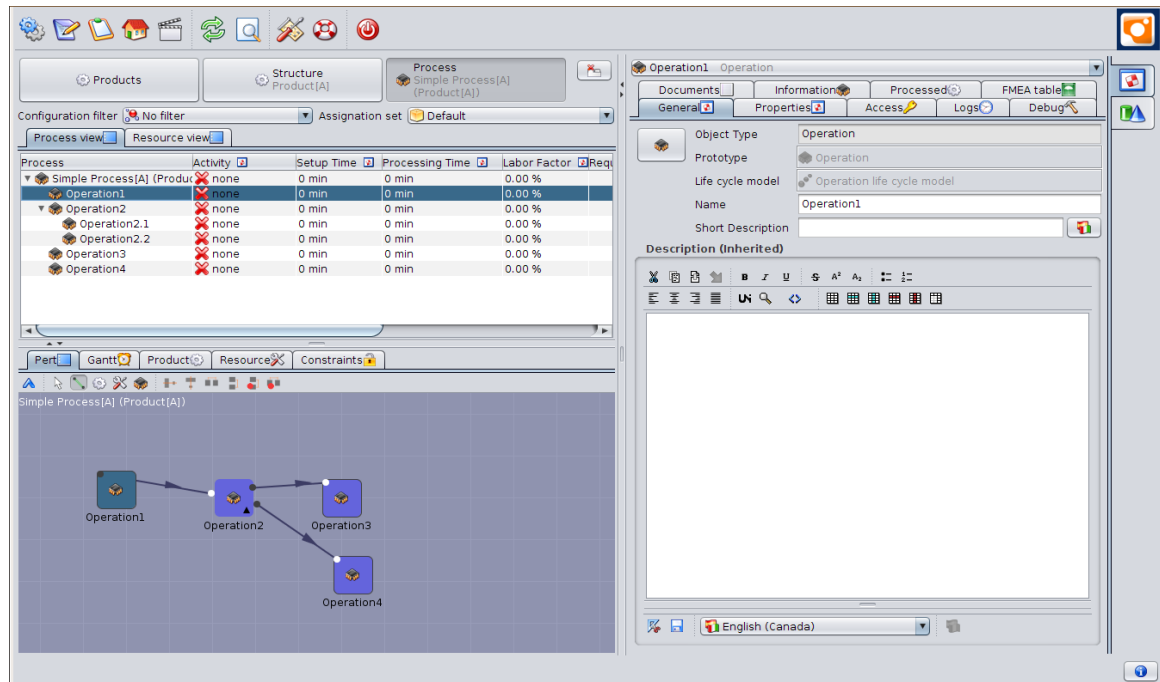 Products
Structure
Product[A]
Process
Simple Process[A]
(Product[A])
Configuration filter No filter Assignation set Default
Process view Resource view
Process Activity Setup Time Processing Time Labor Factor Requ
Simple Process[A] (Produc none 0 min 0 min 0.00 %
Operation1 none 0 min 0 min 0.00 %
Operation2 none 0 min 0 min 0.00 %
Operation2.1 none 0 min 0 min 0.00 %
Operation2.2 none 0 min 0 min 0.00 %
Operation3 none 0 min 0 min 0.00 %
Operation4 none 0 min 0 min 0.00 %
Pert Gantt Product Resource Constraints
Simple Process[A] (Product[A])
Operation1
Operation2
Operation3
Operation4
Operation1 Operation
Documents Information Processed FMEA table
General Properties Access Logs Debug
Object Type Operation
Prototype Operation
Life cycle model Operation life cycle model
Name Operation1
Short Description
Description (Inherited)
B I U S A² A₂
English (Canada)